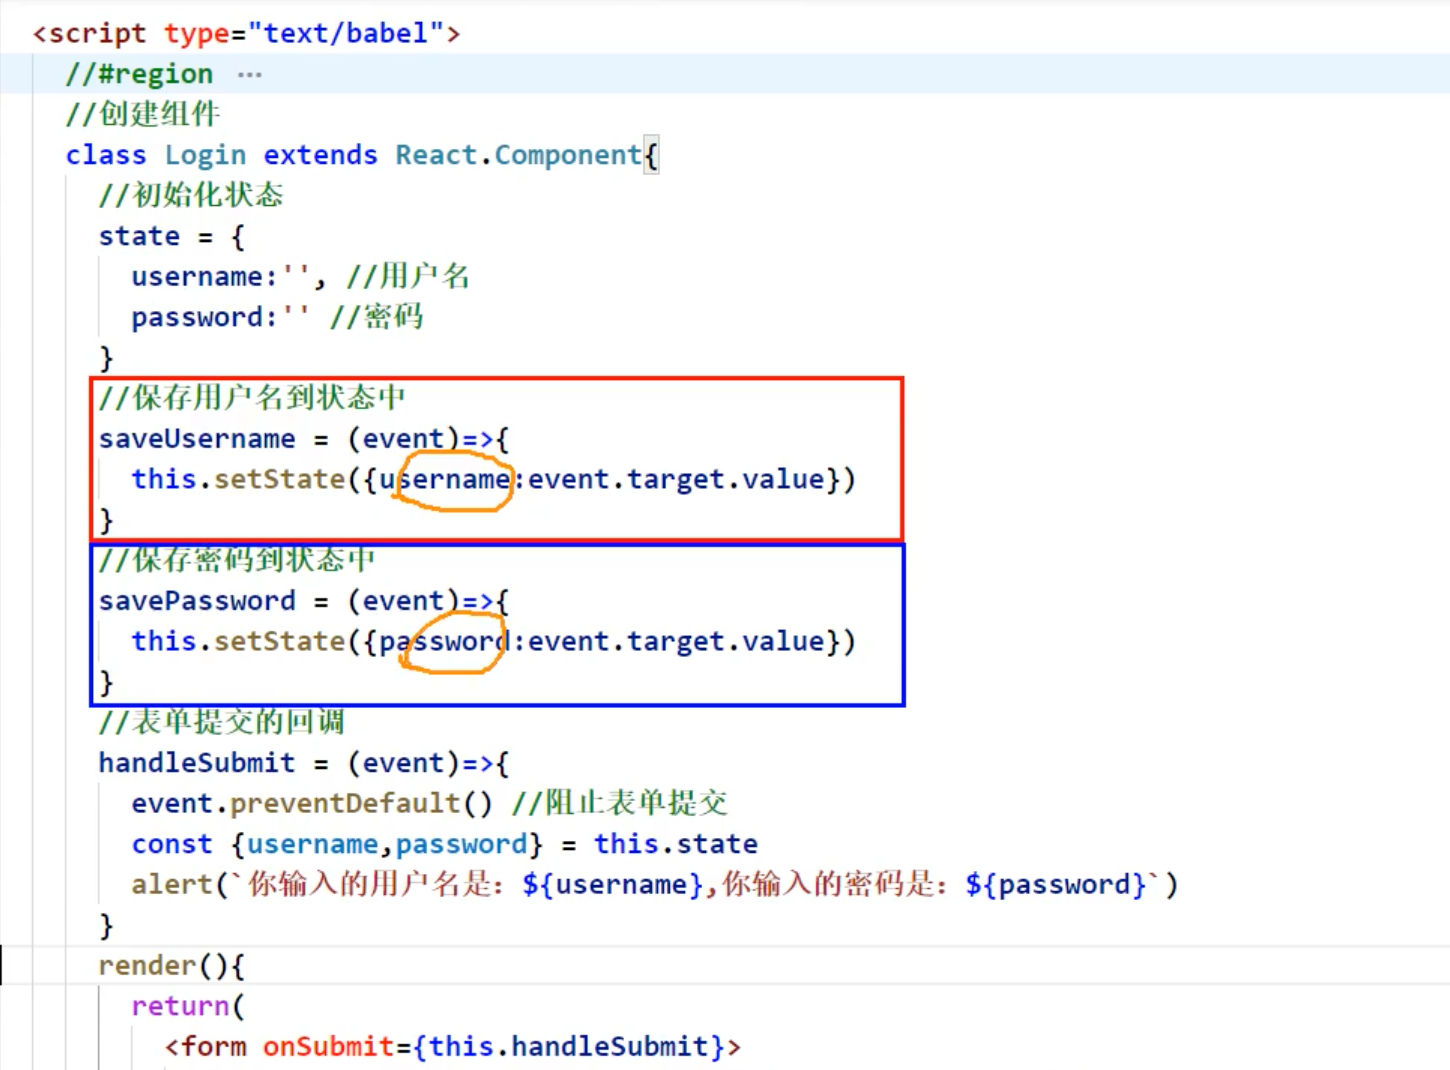 <script type="text/babel">
//#region ···
//创建组件
class Login extends React.Component{
//初始化状态
state = {
username:'', //用户名
password:'' //密码
}
//保存用户名到状态中
saveUsername = (event)=>{
this.setState({username:event.target.value})
}
//保存密码到状态中
savePassword = (event)=>{
this.setState({password:event.target.value})
}
//表单提交的回调
handleSubmit = (event)=>{
event.preventDefault() //阻止表单提交
const {username,password} = this.state
alert(`你输入的用户名是：${username},你输入的密码是：${password}`)
}
render(){
return(
<form onSubmit={this.handleSubmit}>